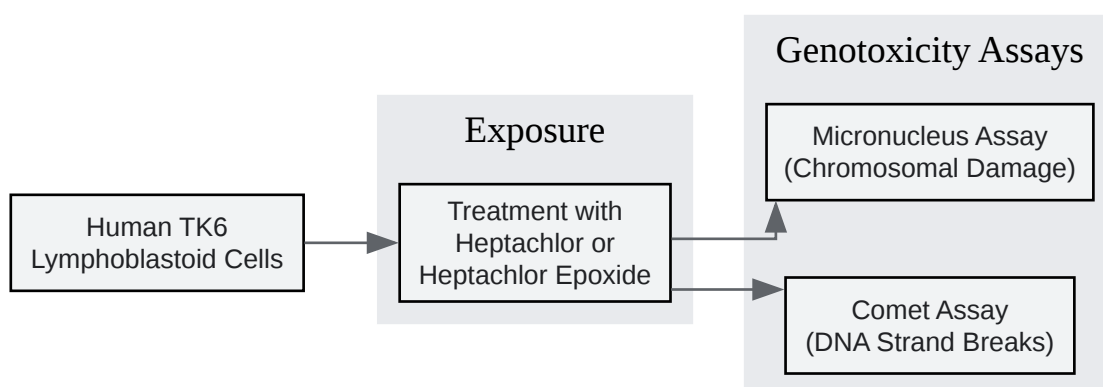 Human TK6
Lymphoblastoid Cells
Exposure
Treatment with
Heptachlor or
Heptachlor Epoxide
Genotoxicity Assays
Micronucleus Assay
(Chromosomal Damage)
Comet Assay
(DNA Strand Breaks)